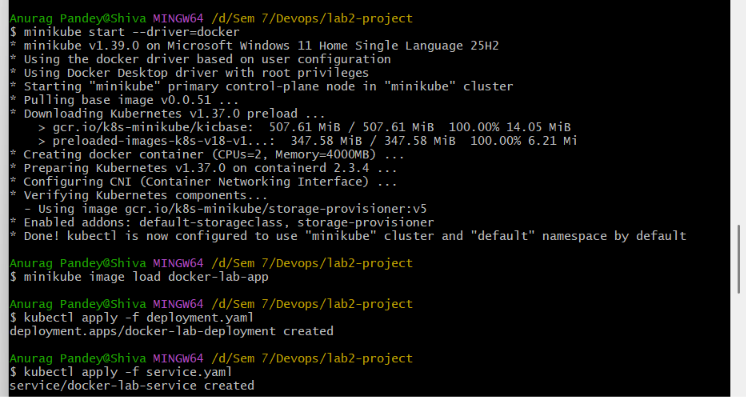 Anurag Pandey@Shiva MINGW64 /d/Sem 7/Devops/lab2-project
$ minikube start --driver=docker
* minikube v1.39.0 on Microsoft Windows 11 Home Single Language 25H2
* Using the docker driver based on user configuration
* Using Docker Desktop driver with root privileges
* Starting "minikube" primary control-plane node in "minikube" cluster
* Pulling base image v0.0.51 ...
* Downloading Kubernetes v1.37.0 preload ...
    > gcr.io/k8s-minikube/kicbase:  507.61 MiB / 507.61 MiB  100.00% 14.05 MiB
    > preloaded-images-k8s-v18-v1...:  347.58 MiB / 347.58 MiB  100.00% 6.21 Mi
* Creating docker container (CPUs=2, Memory=4000MB) ...
* Preparing Kubernetes v1.37.0 on containerd 2.3.4 ...
* Configuring CNI (Container Networking Interface) ...
* Verifying Kubernetes components...
  - Using image gcr.io/k8s-minikube/storage-provisioner:v5
* Enabled addons: default-storageclass, storage-provisioner
* Done! kubectl is now configured to use "minikube" cluster and "default" namespace by default
Anurag Pandey@Shiva MINGW64 /d/Sem 7/Devops/lab2-project
$ minikube image load docker-lab-app
Anurag Pandey@Shiva MINGW64 /d/Sem 7/Devops/lab2-project
$ kubectl apply -f deployment.yaml
deployment.apps/docker-lab-deployment created
Anurag Pandey@Shiva MINGW64 /d/Sem 7/Devops/lab2-project
$ kubectl apply -f service.yaml
service/docker-lab-service created